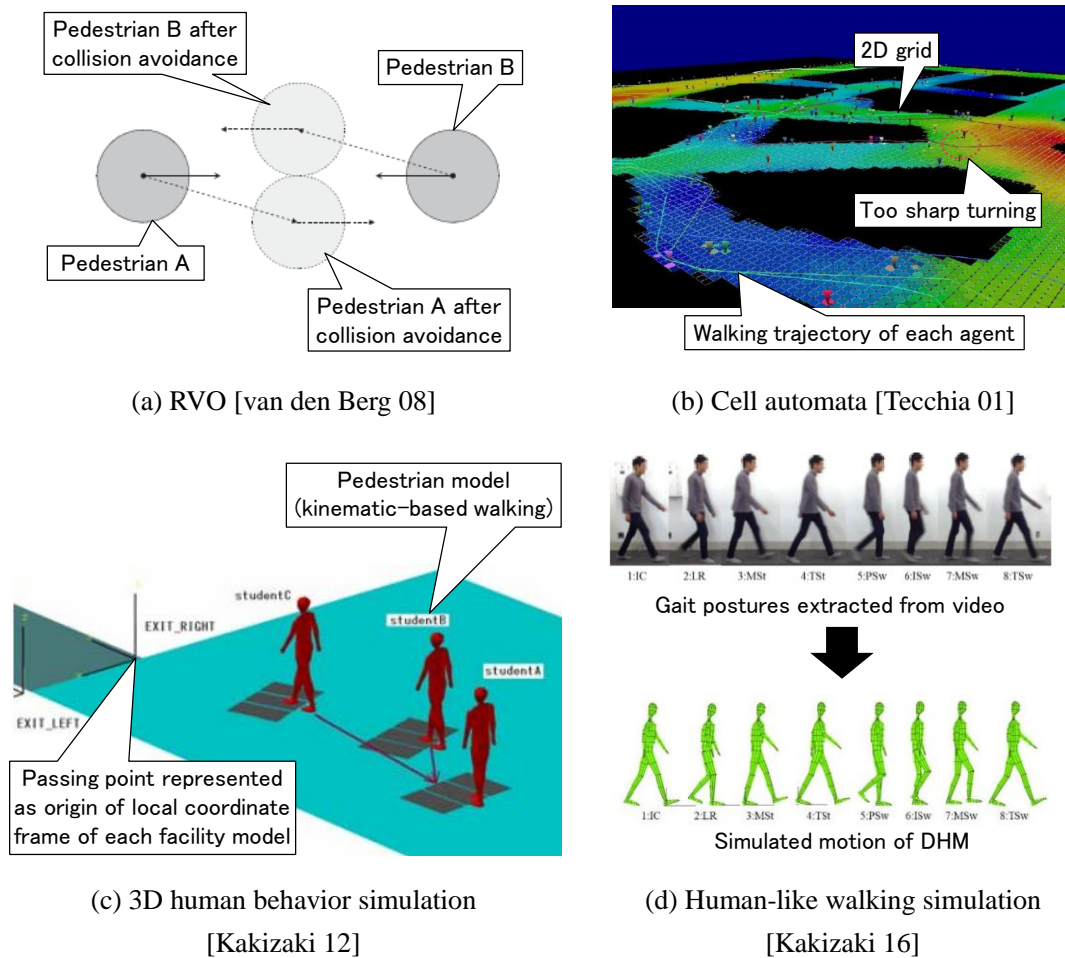 Pedestrian B after
collision avoidance
Pedestrian B
Pedestrian A
Pedestrian A after
collision avoidance
(a) RVO [van den Berg 08]
2D grid
Too sharp turning
Walking trajectory of each agent
(b) Cell automata [Tecchia 01]
Pedestrian model
(kinematic-based walking)
studentC
EXIT_RIGHT
studentB
studentA
EXIT_LEFT
Passing point represented
as origin of local coordinate
frame of each facility model
(c) 3D human behavior simulation
[Kakizaki 12]
1:IC 2:LR 3:MSt 4:TSt 5:PSw 6:ISw 7:MSw 8:TSw
Gait postures extracted from video
1:IC 2:LR 3:MSt 4:TSt 5:PSw 6:ISw 7:MSw 8:TSw
Simulated motion of DHM
(d) Human-like walking simulation
[Kakizaki 16]